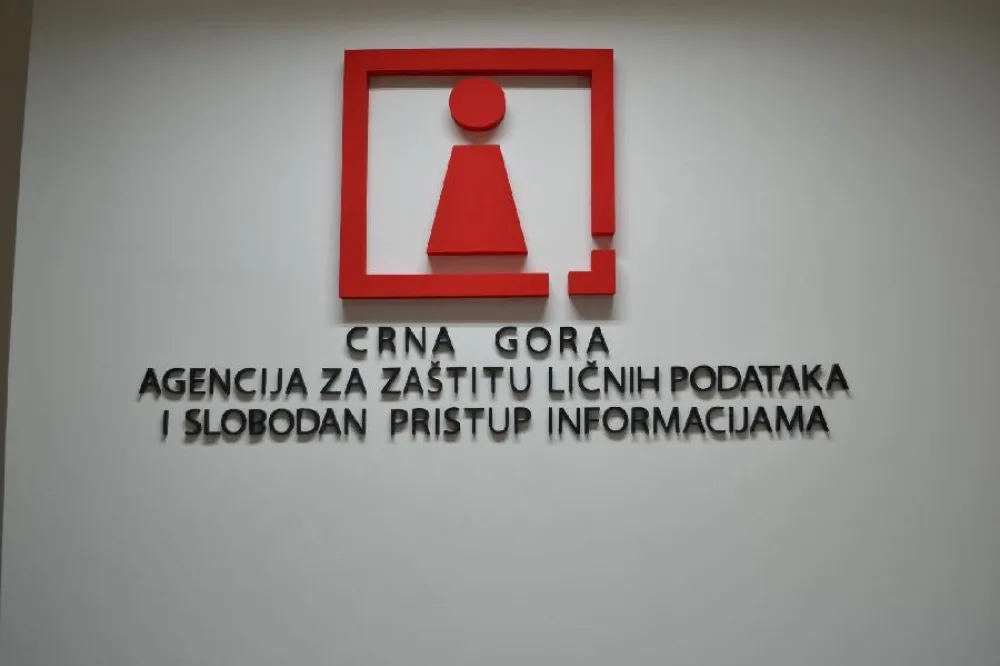 CRNA GORA
AGENCIJA ZA ZAŠTITU LIČNIH PODATAKA
I SLOBODAN PRISTUP INFORMACIJAMA